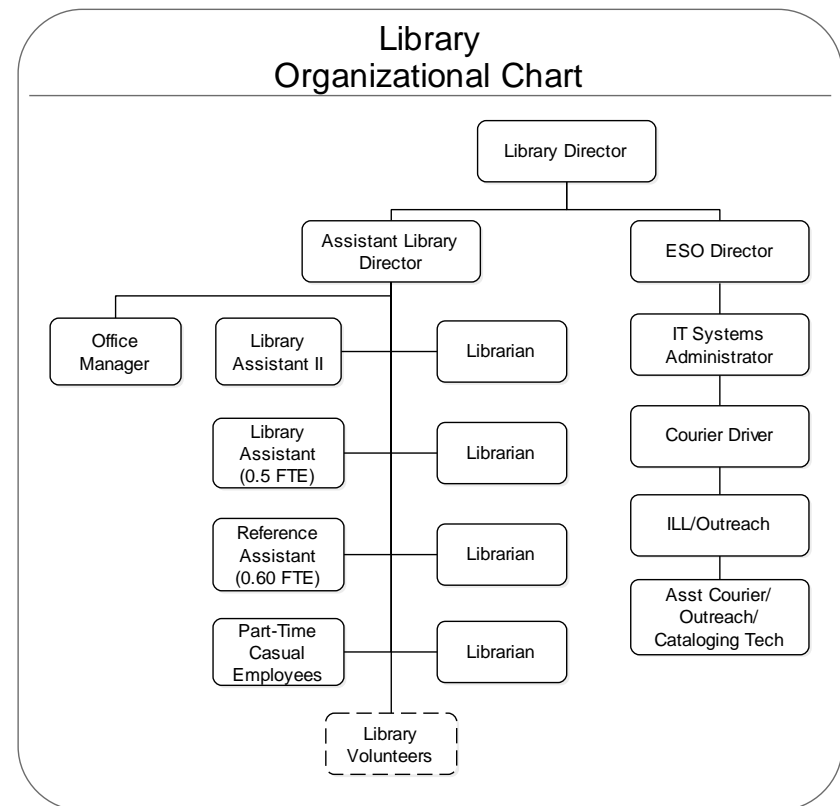 Library
Organizational Chart
Library Director
Assistant Library
Director
ESO Director
Office
Manager
Library
Assistant II
Librarian
IT Systems
Administrator
Library
Assistant
(0.5 FTE)
Librarian
Courier Driver
Reference
Assistant
(0.60 FTE)
Librarian
ILL/Outreach
Part-Time
Casual
Employees
Librarian
Asst Courier/
Outreach/
Cataloging Tech
Library
Volunteers